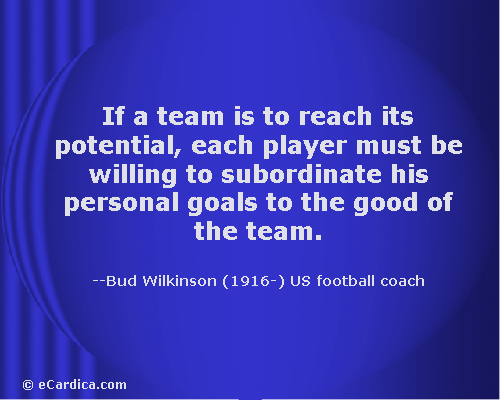 If a team is to reach its
potential, each player must be
willing to subordinate his
personal goals to the good of
the team.
--Bud Wilkinson (1916-) US football coach
© eCardica.com